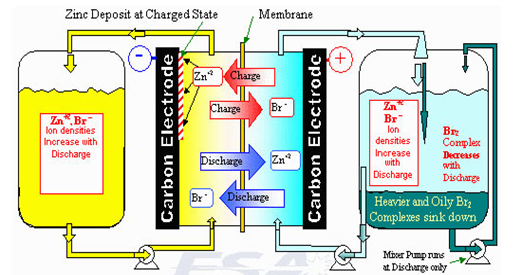 Zinc Deposit at Charged State
Membrane
−
+
Zn+2, Br−
Ion densities
Increase with
Discharge
Carbon Electrode
Zn+2
Charge
Charge
Br−
Discharge
Zn+2
Br−
Discharge
Carbon Electrode
Zn+2
Br−
Ion
densities
Increase
with
Discharge
Br2
Complex
Decreases
with
Discharge
Heavier and Oily Br2
Complexes sink down
Mixer Pump runs
at Discharge only
ESA